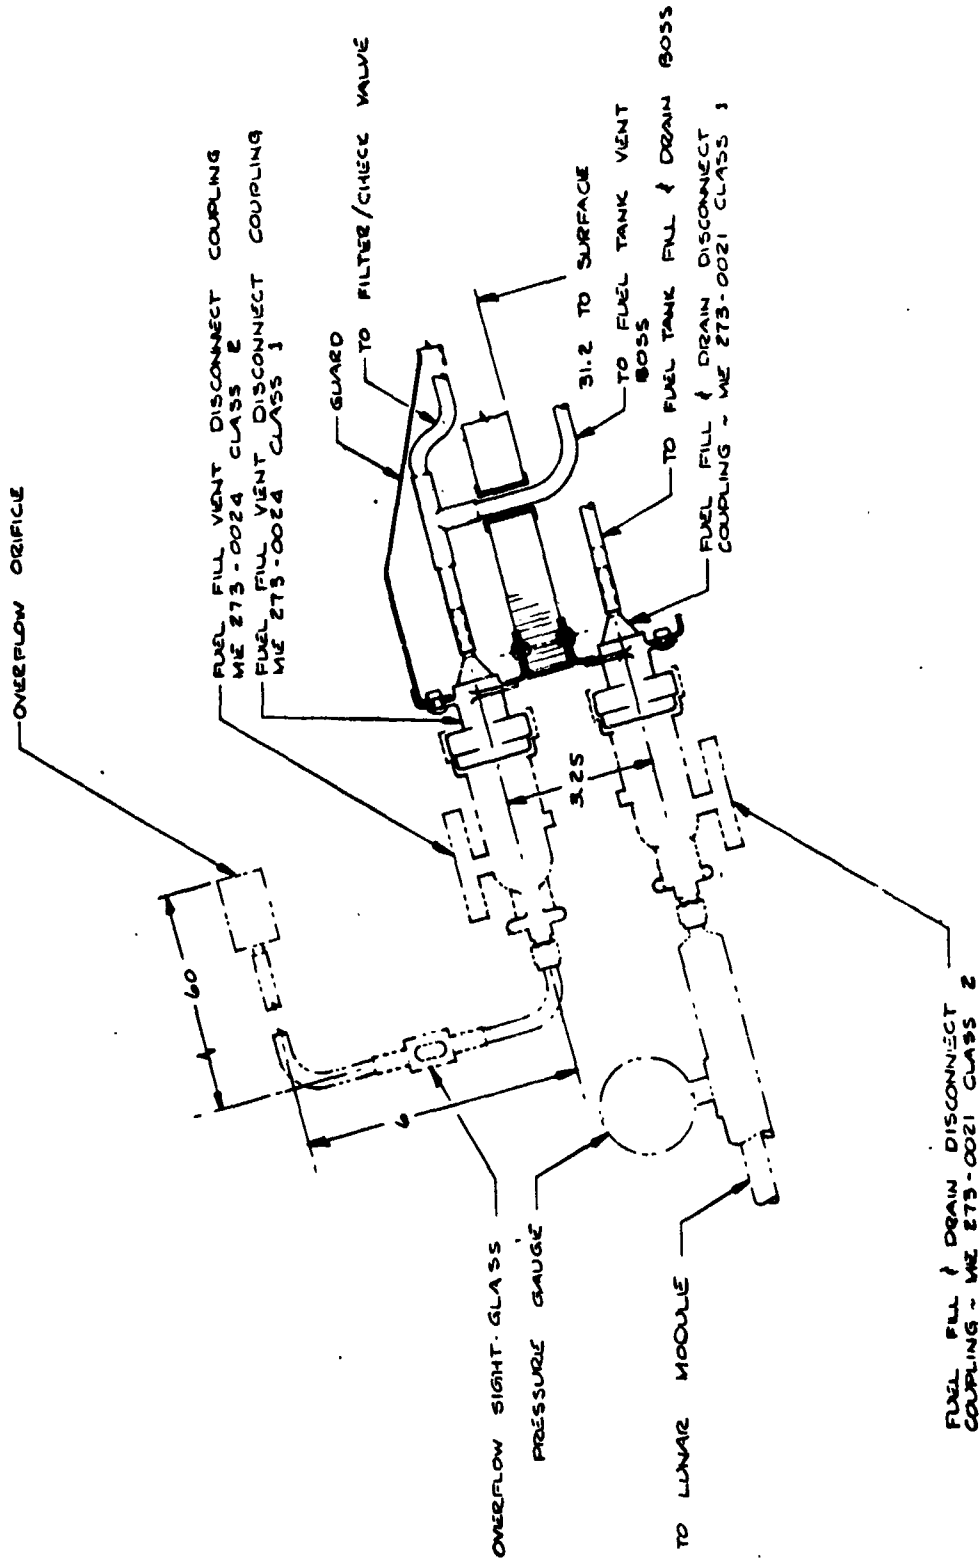 OVERFLOW ORIFICE
FUEL FILL VENT DISCONNECT COUPLING
ME 273-0024 CLASS 2
FUEL FILL VENT DISCONNECT COUPLING
ME 273-0024 CLASS 1
GUARD
TO FILTER/CHECK VALVE
31.2 TO SURFACE
TO FUEL TANK VENT
BOSS
TO FUEL TANK FILL & DRAIN BOSS
FUEL FILL & DRAIN DISCONNECT
COUPLING ~ ME 273-0021 CLASS 1
60
6
3.25
OVERFLOW SIGHT-GLASS
PRESSURE GAUGE
TO LUNAR MODULE
FUEL FILL & DRAIN DISCONNECT
COUPLING ~ ME 273-0021 CLASS 2